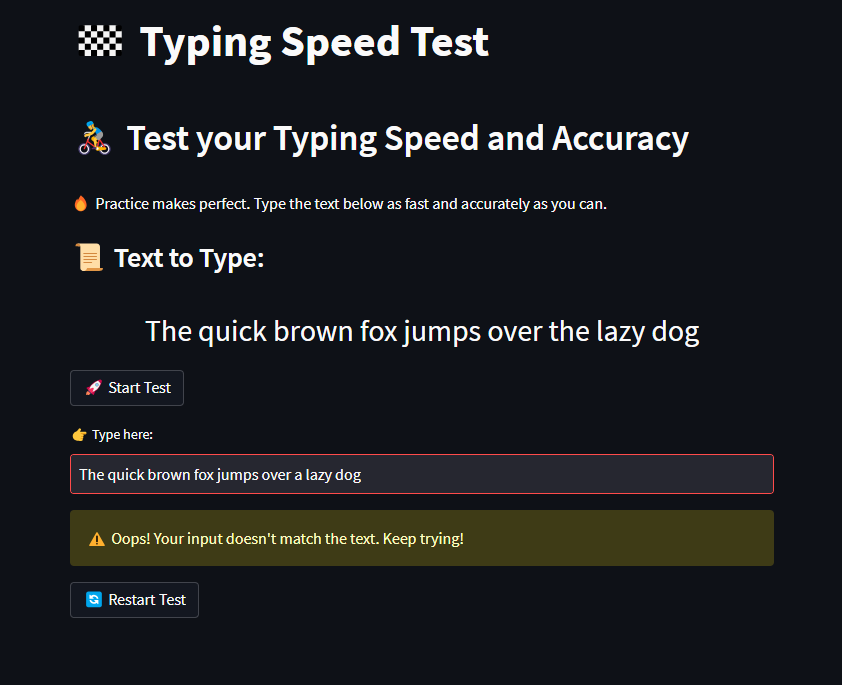 🏁 Typing Speed Test
🚴 Test your Typing Speed and Accuracy
🔥 Practice makes perfect. Type the text below as fast and accurately as you can.
📜 Text to Type:
The quick brown fox jumps over the lazy dog
🚀 Start Test
👉 Type here:
The quick brown fox jumps over a lazy dog
⚠️ Oops! Your input doesn't match the text. Keep trying!
🔄 Restart Test